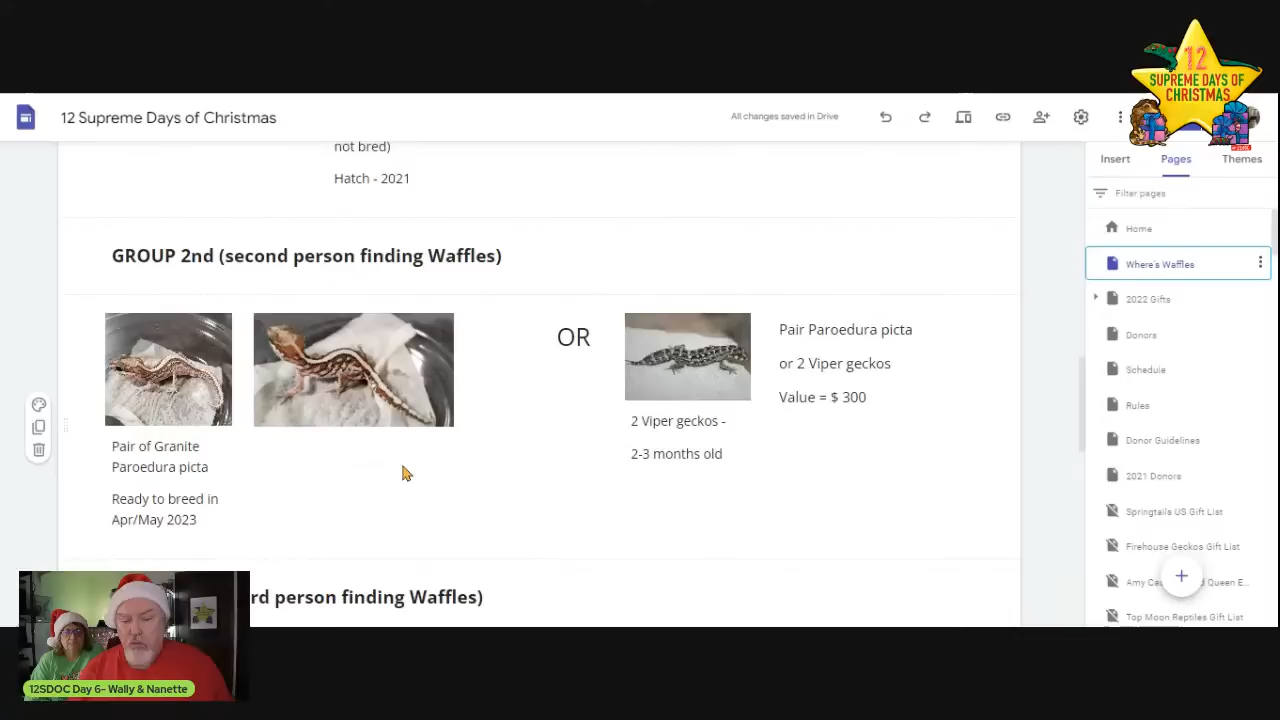 12
SUPREME DAYS OF
CHRISTMAS
12 Supreme Days of Christmas
All changes saved in Drive
not bred)
Hatch - 2021
GROUP 2nd (second person finding Waffles)
OR
Pair Paroedura picta
or 2 Viper geckos
Value = $ 300
Pair of Granite
Paroedura picta
Ready to breed in
Apr/May 2023
2 Viper geckos -
2-3 months old
rd person finding Waffles)
Insert Pages Themes
Filter pages
Home
Where's Waffles
2022 Gifts
Donors
Schedule
Rules
Donor Guidelines
2021 Donors
Springtails US Gift List
Firehouse Geckos Gift List
Top Moon Reptiles Gift List
12SDOC Day 6- Wally & Nanette